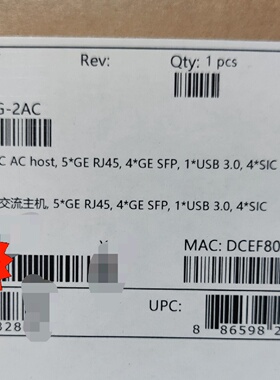 Rev: Qty: 1 pcs
G-2AC
C AC host, 5*GE RJ45, 4*GE SFP, 1*USB 3.0, 4*SIC
交流主机, 5*GE RJ45, 4*GE SFP, 1*USB 3.0, 4*SIC
MAC: DCEF80
UPC:
328
8 86598 2